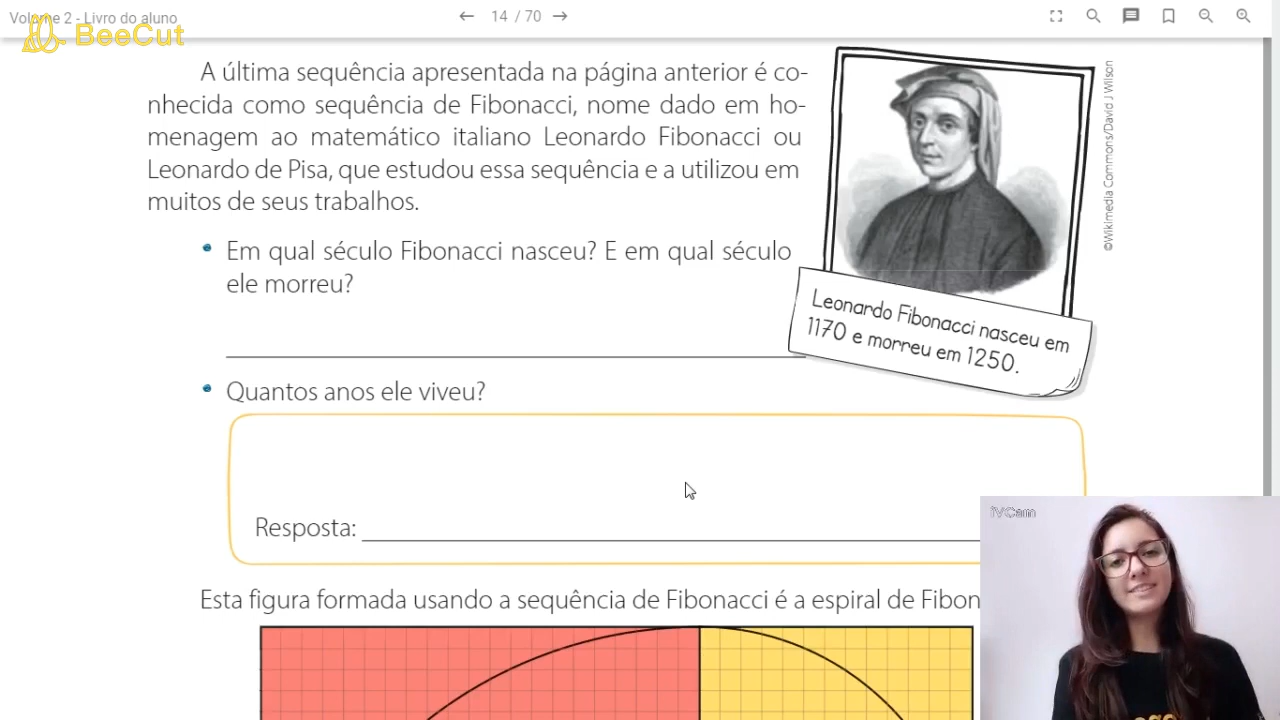 Volume 2 - Livro do aluno
14 / 70
BeeCut
A última sequência apresentada na página anterior é co-
nhecida como sequência de Fibonacci, nome dado em ho-
menagem ao matemático italiano Leonardo Fibonacci ou
Leonardo de Pisa, que estudou essa sequência e a utilizou em
muitos de seus trabalhos.
©Wikimedia Commons/David J Wilson
Leonardo Fibonacci nasceu em
1170 e morreu em 1250.
Em qual século Fibonacci nasceu? E em qual século
ele morreu?
Quantos anos ele viveu?
Resposta:
iVCam
Esta figura formada usando a sequência de Fibonacci é a espiral de Fibon